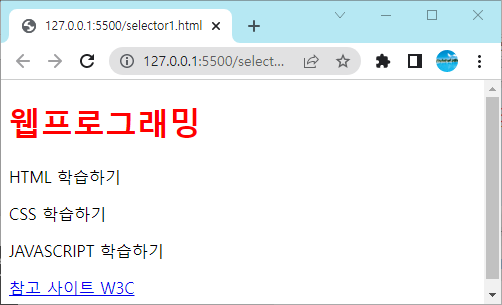 127.0.0.1:5500/selector1.html
127.0.0.1:5500/select...
웹프로그래밍
HTML 학습하기
CSS 학습하기
JAVASCRIPT 학습하기
참고 사이트 W3C